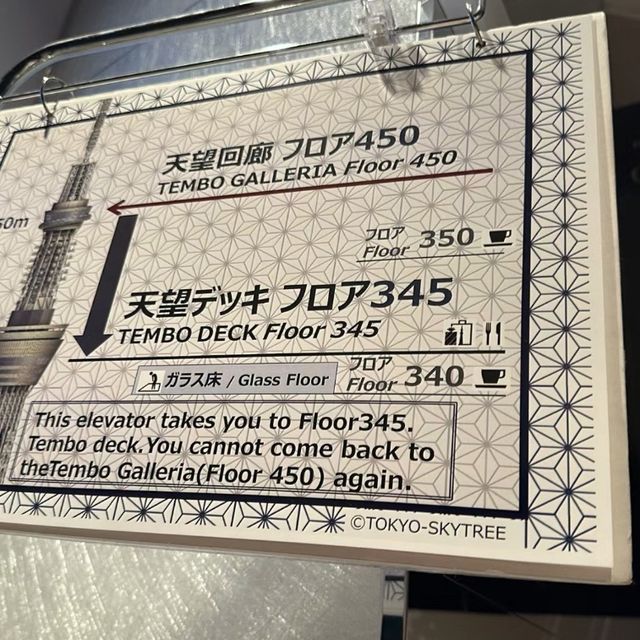 天望回廊 フロア450
TEMBO GALLERIA Floor 450
フロア
Floor 350
天望デッキ フロア345
TEMBO DECK Floor 345
ガラス床 / Glass Floor
フロア
Floor 340
This elevator takes you to Floor345.
Tembo deck.You cannot come back to
theTembo Galleria(Floor 450) again.
©TOKYO-SKYTREE